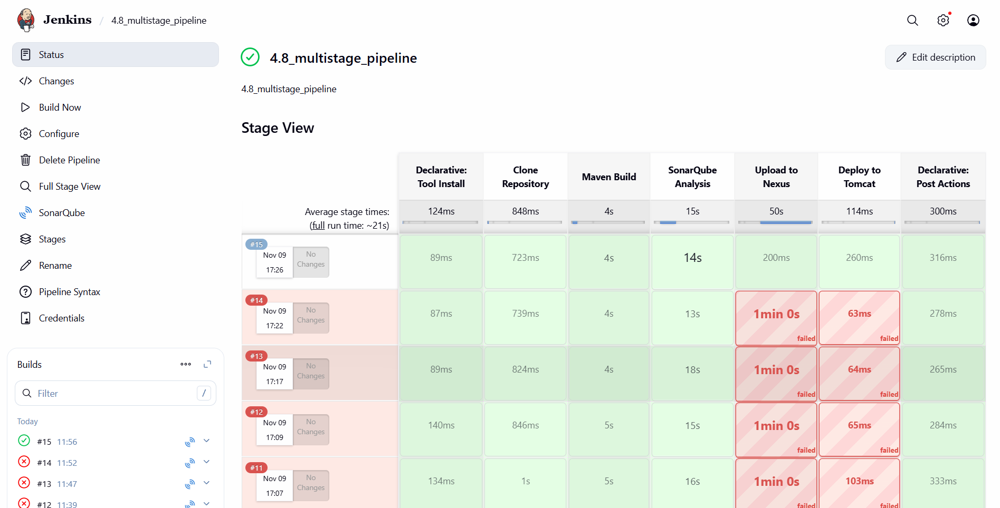 Jenkins / 4.8_multistage_pipeline
Status
Changes
Build Now
Configure
Delete Pipeline
Full Stage View
SonarQube
Stages
Rename
Pipeline Syntax
Credentials
Builds
Filter /
Today
#15 11:56
#14 11:52
#13 11:47
#12 11:39
4.8_multistage_pipeline
Edit description
4.8_multistage_pipeline
Stage View
Declarative: Tool Install
Clone Repository
Maven Build
SonarQube Analysis
Upload to Nexus
Deploy to Tomcat
Declarative: Post Actions
Average stage times:
(full run time: ~21s)
124ms 848ms 4s 15s 50s 114ms 300ms
#15
Nov 09 17:26
No Changes
89ms 723ms 4s 14s 200ms 260ms 316ms
#14
Nov 09 17:22
No Changes
87ms 739ms 4s 13s 1min 0s failed 63ms failed 278ms
#13
Nov 09 17:17
No Changes
89ms 824ms 4s 18s 1min 0s failed 64ms failed 265ms
#12
Nov 09 17:09
No Changes
140ms 846ms 5s 15s 1min 0s failed 65ms failed 284ms
#11
Nov 09 17:07
No Changes
134ms 1s 5s 16s 1min 0s failed 103ms failed 333ms